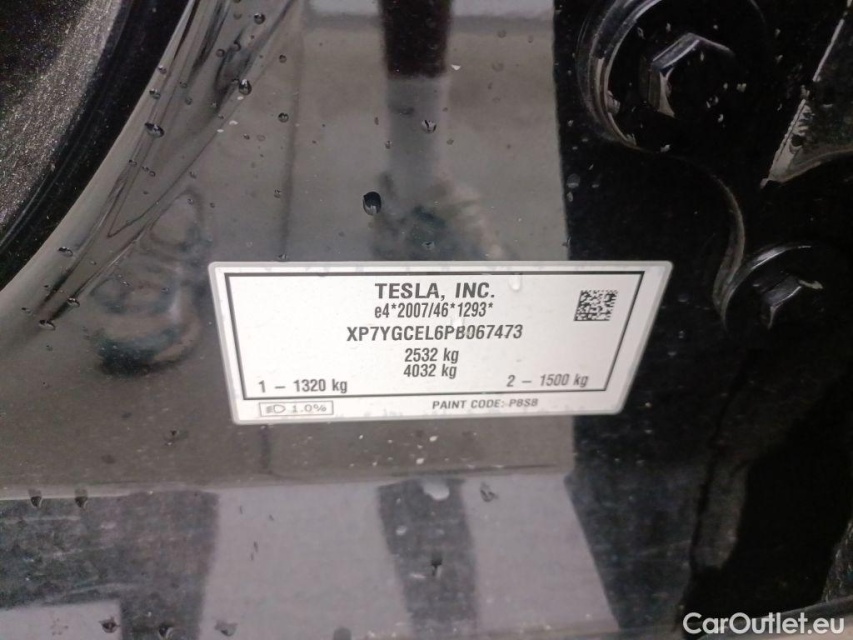 TESLA, INC.
e4*2007/46*1293*
XP7YGCEL6PB067473
2532 kg
4032 kg
1 – 1320 kg 2 – 1500 kg
1.0%
PAINT CODE: PBSB
CarOutlet.eu